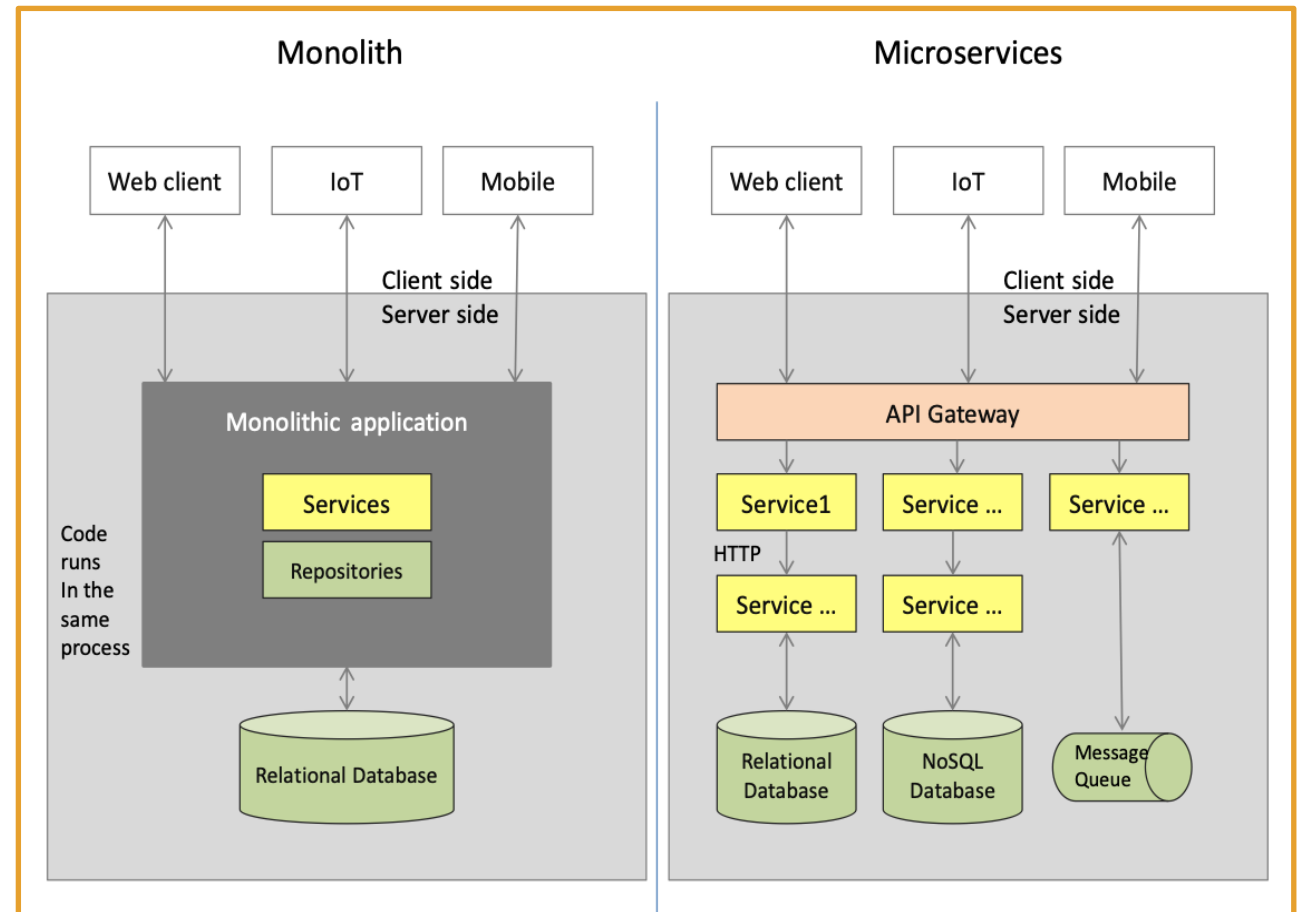 Monolith
Web client
IoT
Mobile
Client side
Server side
Monolithic application
Services
Repositories
Code
runs
In the
same
process
Relational Database
Microservices
Web client
IoT
Mobile
Client side
Server side
API Gateway
Service1
Service ...
Service ...
HTTP
Service ...
Service ...
Relational
Database
NoSQL
Database
Message
Queue